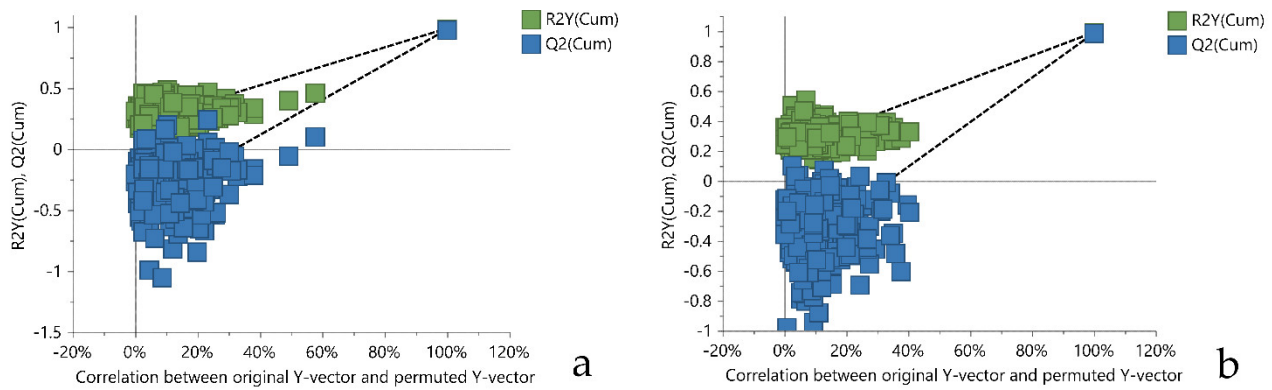 R2Y(Cum)
Q2(Cum)
R2Y(Cum), Q2(Cum)
1
0.5
0
-0.5
-1
-1.5
-20% 0% 20% 40% 60% 80% 100% 120%
Correlation between original Y-vector and permuted Y-vector
a
R2Y(Cum)
Q2(Cum)
R2Y(Cum), Q2(Cum)
1
0.8
0.6
0.4
0.2
0
-0.2
-0.4
-0.6
-0.8
-1
-20% 0% 20% 40% 60% 80% 100% 120%
Correlation between original Y-vector and permuted Y-vector
b